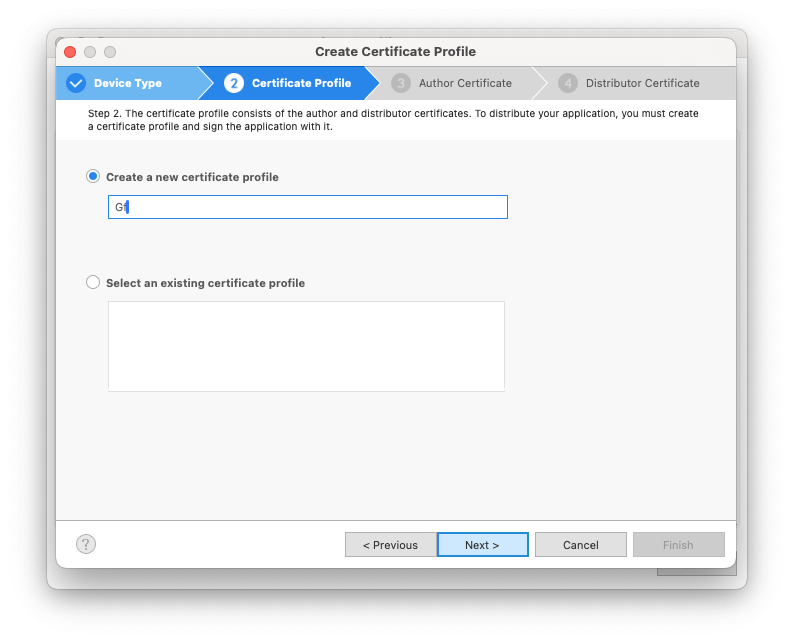 Create Certificate Profile
Device Type
2 Certificate Profile
3 Author Certificate
4 Distributor Certificate
Step 2. The certificate profile consists of the author and distributor certificates. To distribute your application, you must create
a certificate profile and sign the application with it.
Create a new certificate profile
Gf
Select an existing certificate profile
?
< Previous
Next >
Cancel
Finish